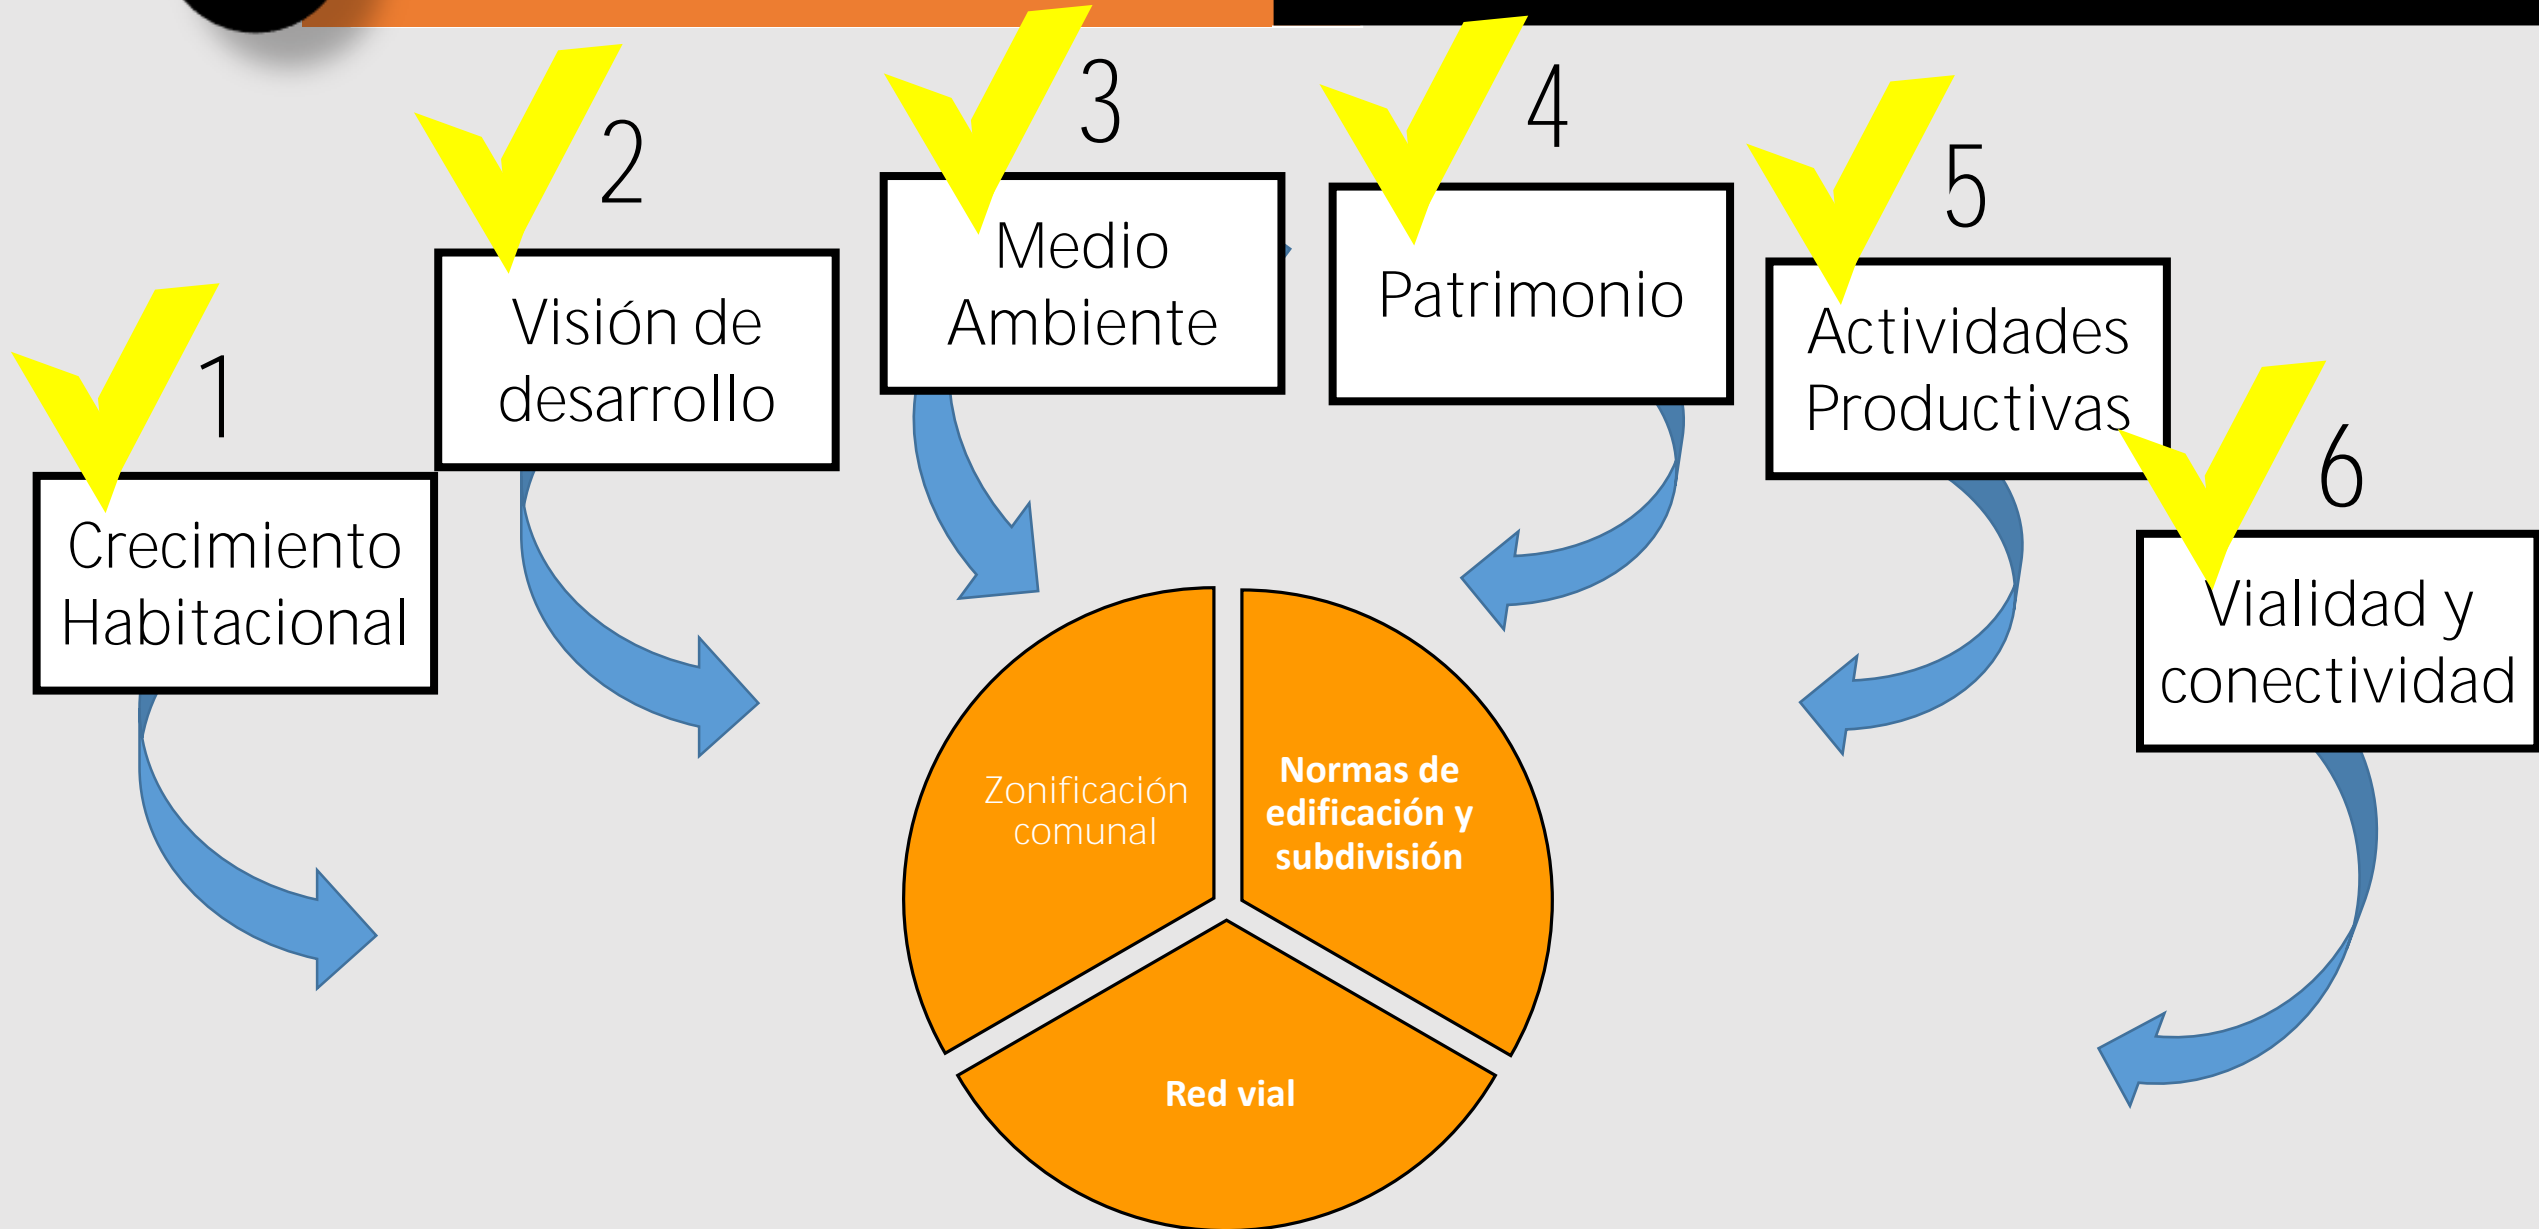 1
Crecimiento
Habitacional
2
Visión de
desarrollo
3
Medio
Ambiente
4
Patrimonio
5
Actividades
Productivas
6
Vialidad y
conectividad
Zonificación
comunal
Normas de
edificación y
subdivisión
Red vial